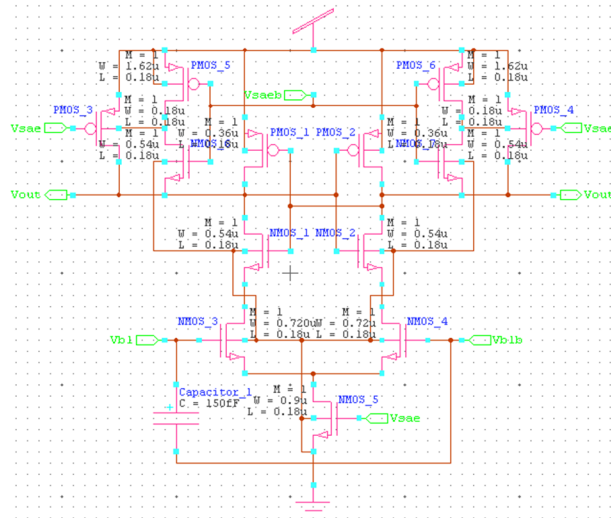 M = 1
W = 1.62u
L = 0.18u
PMOS_5
PMOS_6
M = 1
W = 1.62u
L = 0.18u
Vsaeb
PMOS_3
M = 1
W = 0.18u
L = 0.18u
M = 1
W = 0.18u
L = 0.18u
PMOS_4
Vsae
M = 1
W = 0.54u
L = 0.18u
M = 1
W = 0.36u
PMOS_1
PMOS_2
M = 1
W = 0.36u
M = 1
W = 0.54u
L = 0.18u
Vsae
Vout
Vout
M = 1
W = 0.54u
L = 0.18u
NMOS_1
NMOS_2
M = 1
W = 0.54u
L = 0.18u
NMOS_3
M = 1
W = 0.720u
L = 0.18u
M = 1
W = 0.72u
L = 0.18u
NMOS_4
Vbl
Vblb
Capacitor_1
C = 150fF
M = 1
W = 0.9u
L = 0.18u
NMOS_5
Vsae